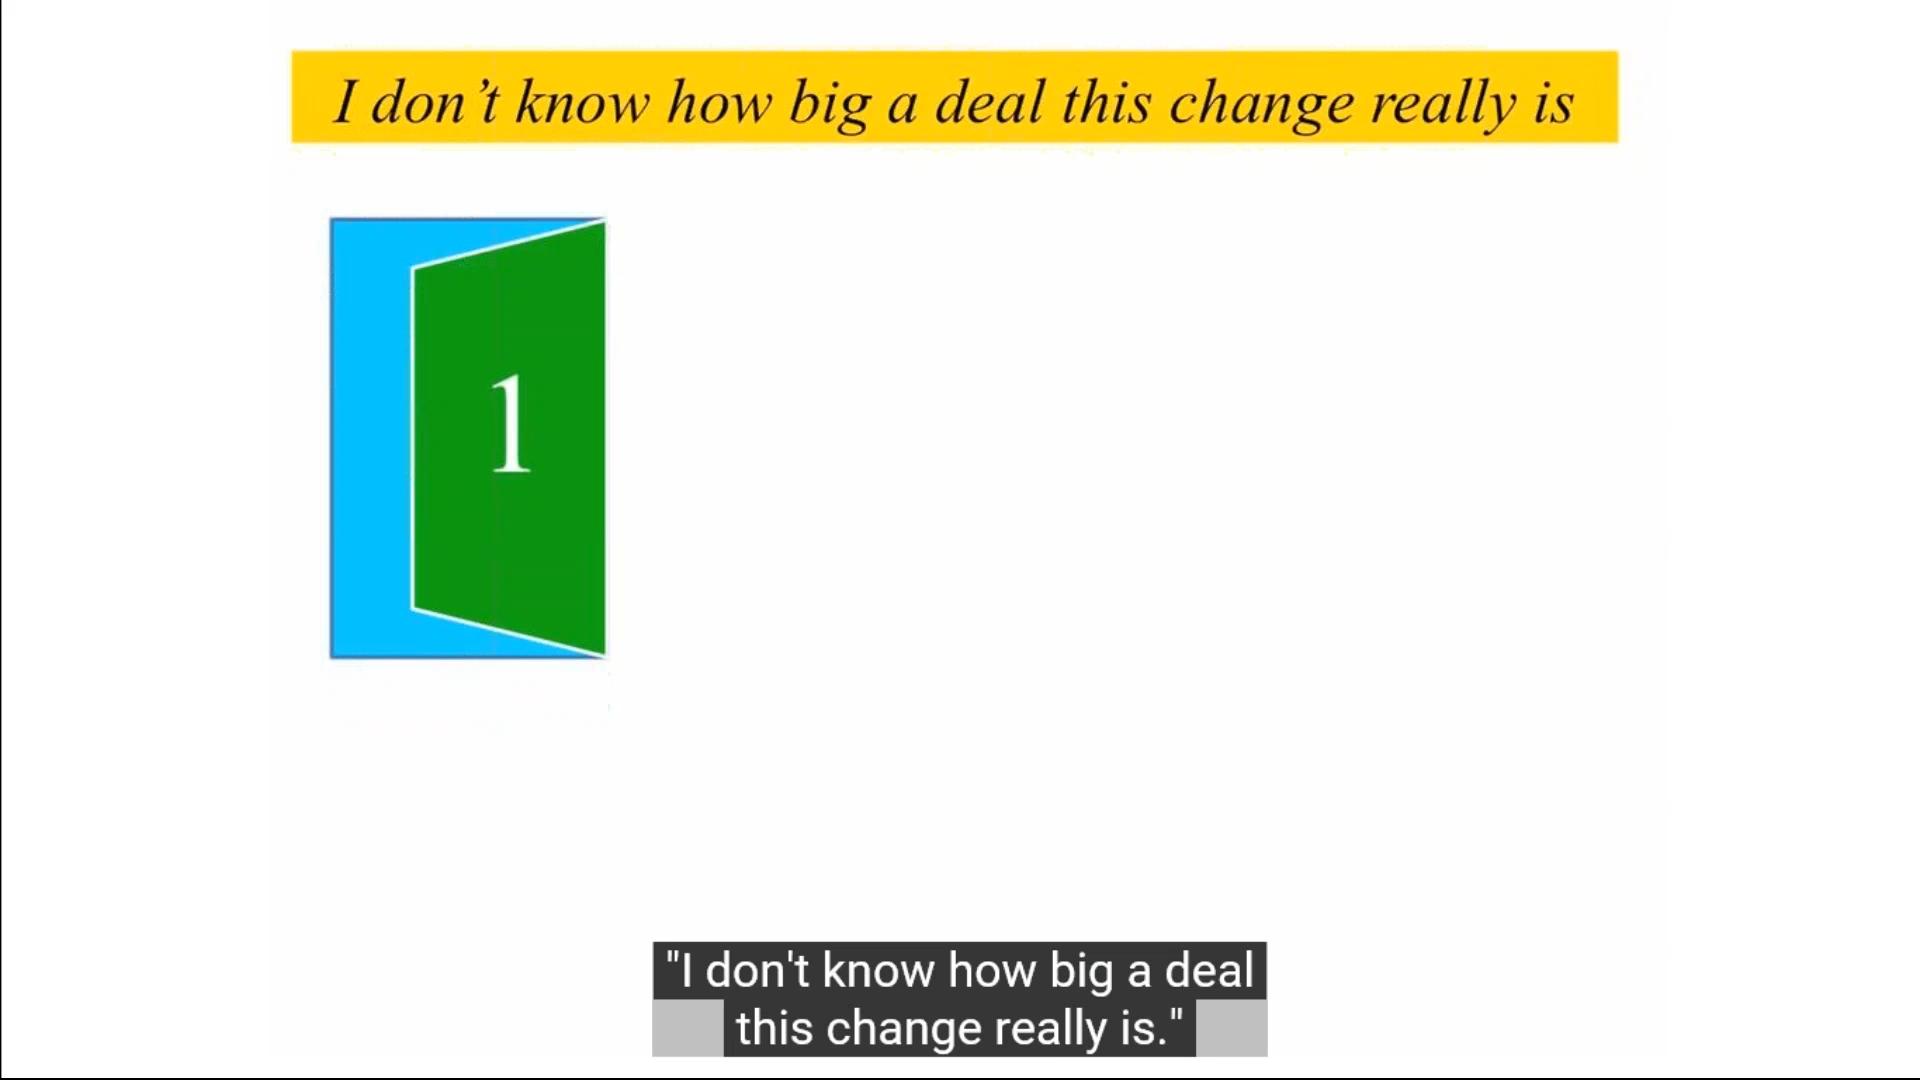 I don’t know how big a deal this change really is
1
"I don't know how big a deal
this change really is."